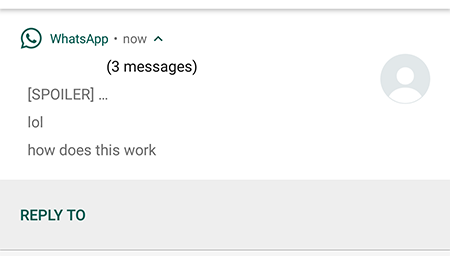 WhatsApp • now
(3 messages)
[SPOILER] ...
lol
how does this work
REPLY TO